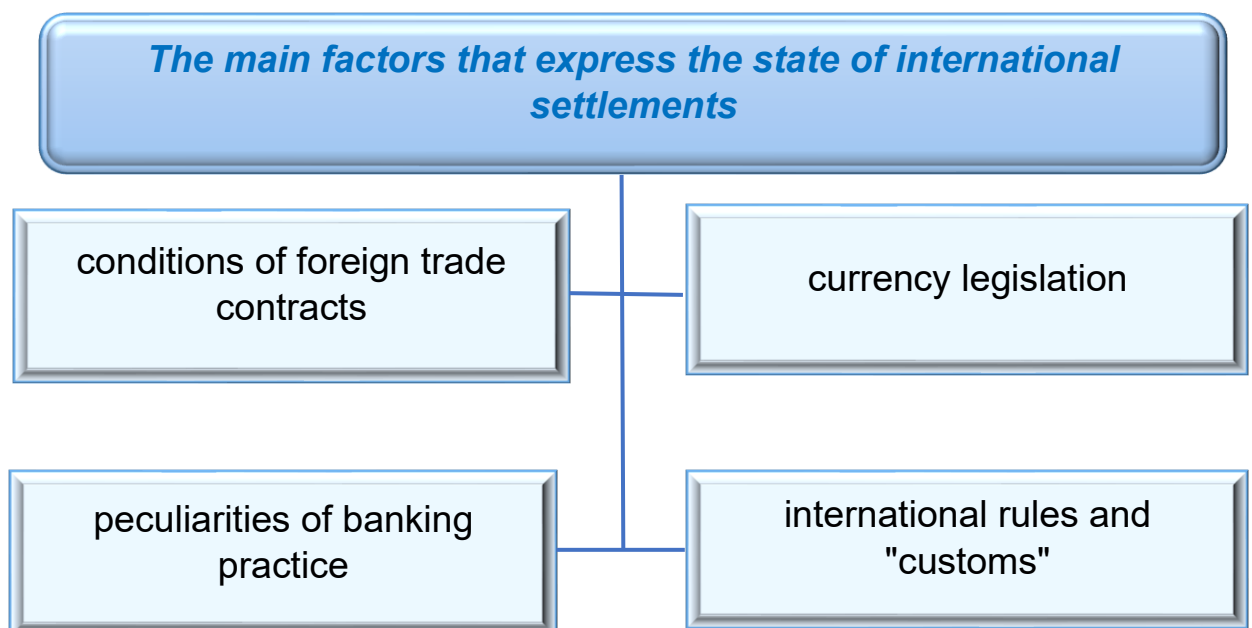 The main factors that express the state of international
settlements
conditions of foreign trade
contracts
currency legislation
peculiarities of banking
practice
international rules and
"customs"